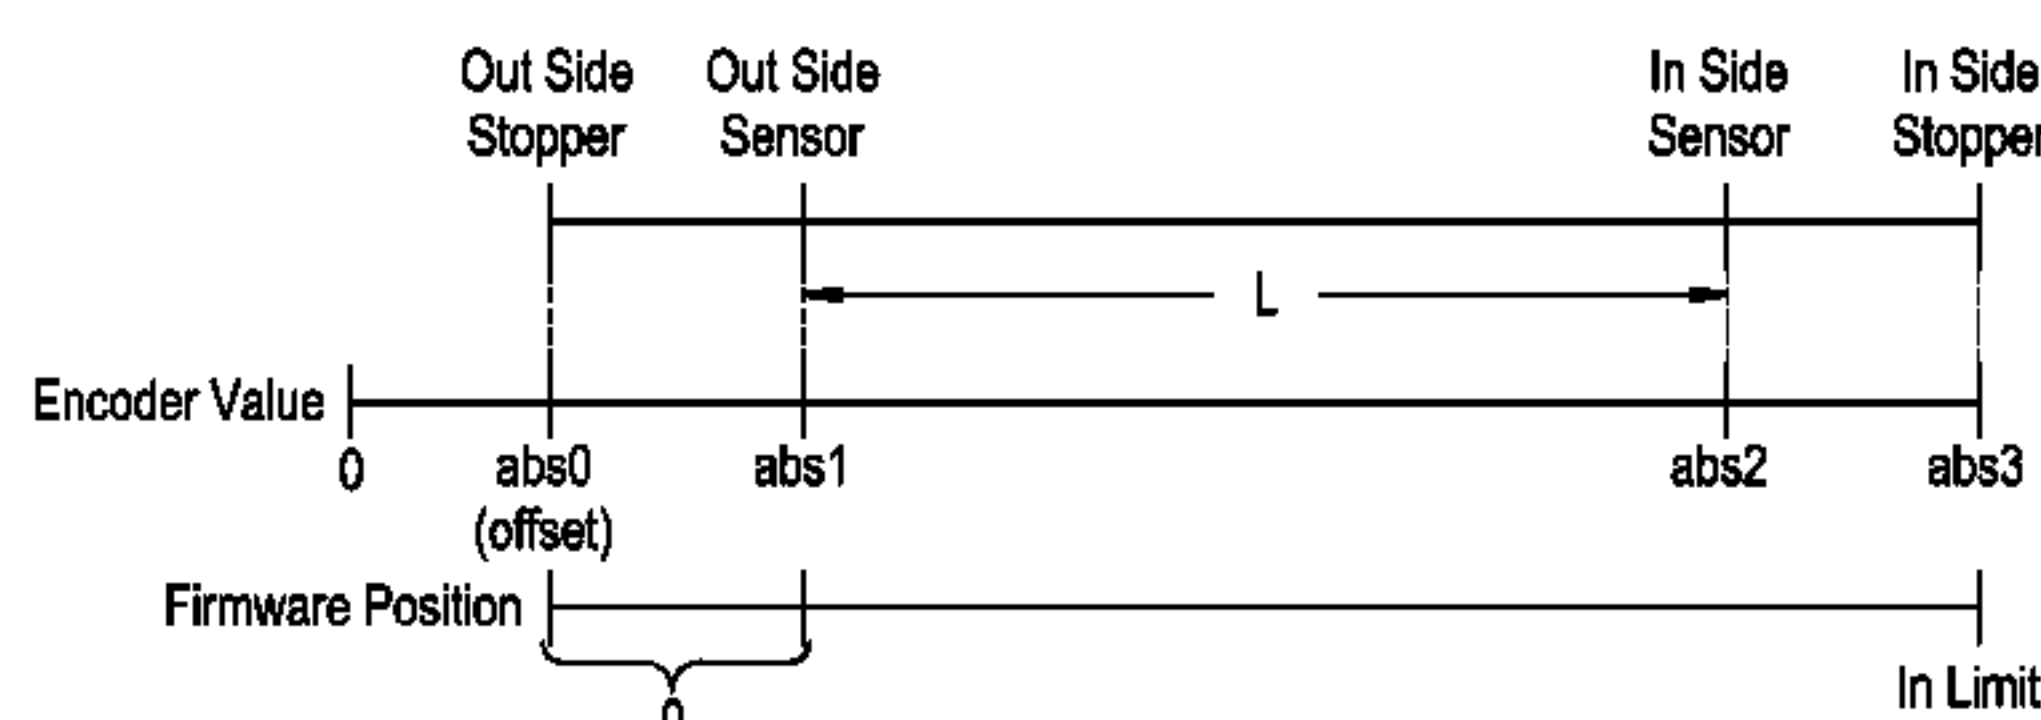 Out Side Stopper
Out Side Sensor
In Side Sensor
In Side Stopper
L
Encoder Value
0
abs0
(offset)
abs1
abs2
abs3
Firmware Position
In Limit